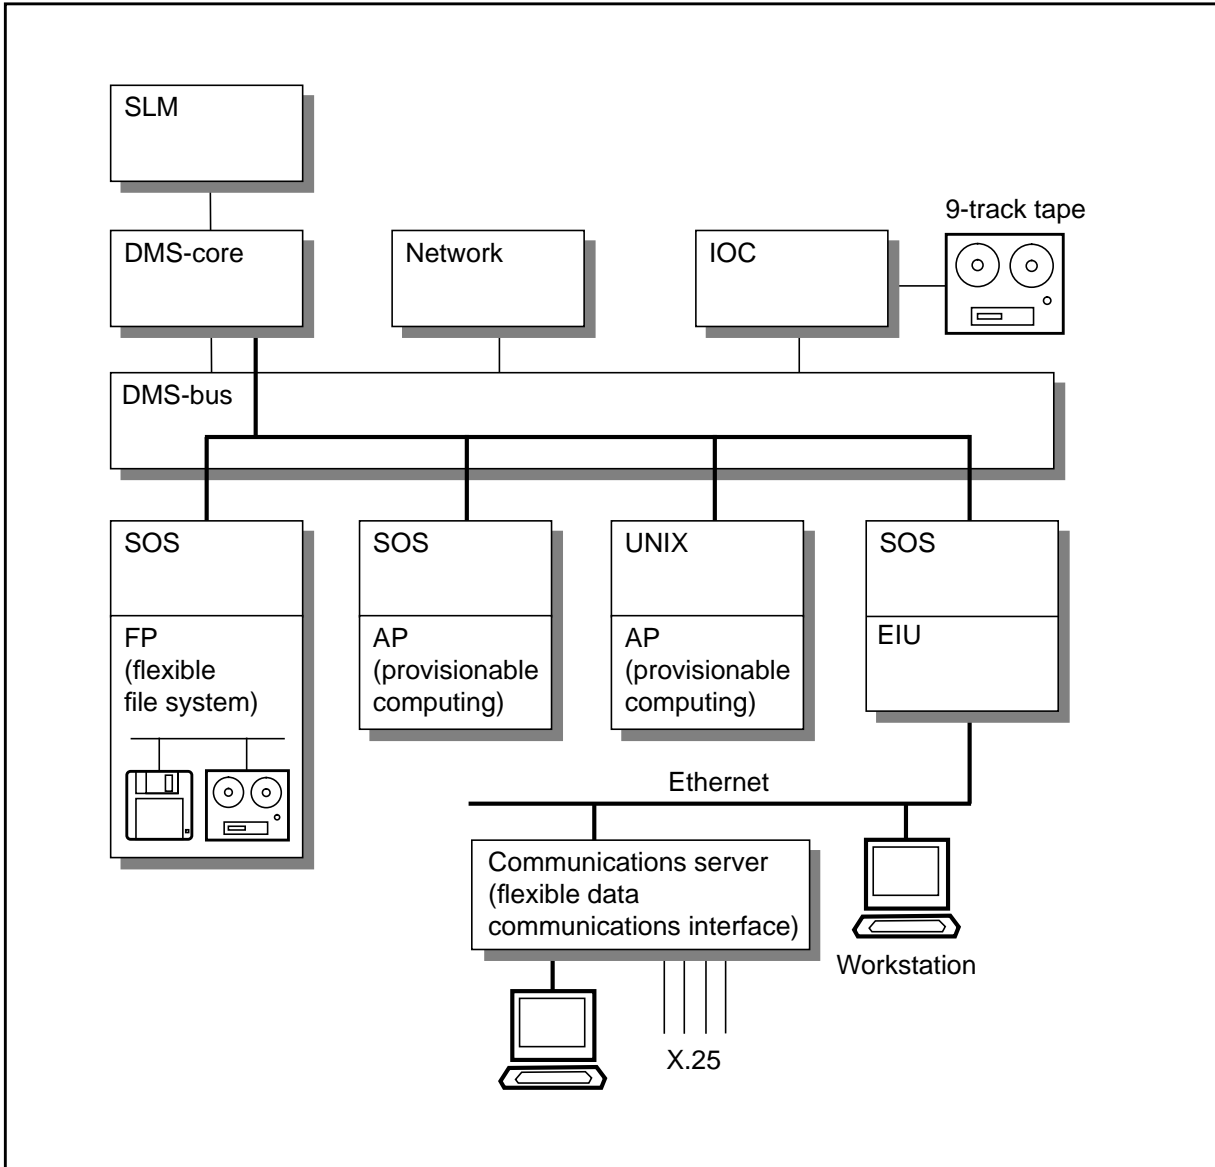 SLM
9-track tape
DMS-core
Network
IOC
DMS-bus
SOS
SOS
UNIX
SOS
FP
(flexible
file system)
AP
(provisionable
computing)
AP
(provisionable
computing)
EIU
Ethernet
Communications server
(flexible data
communications interface)
Workstation
X.25